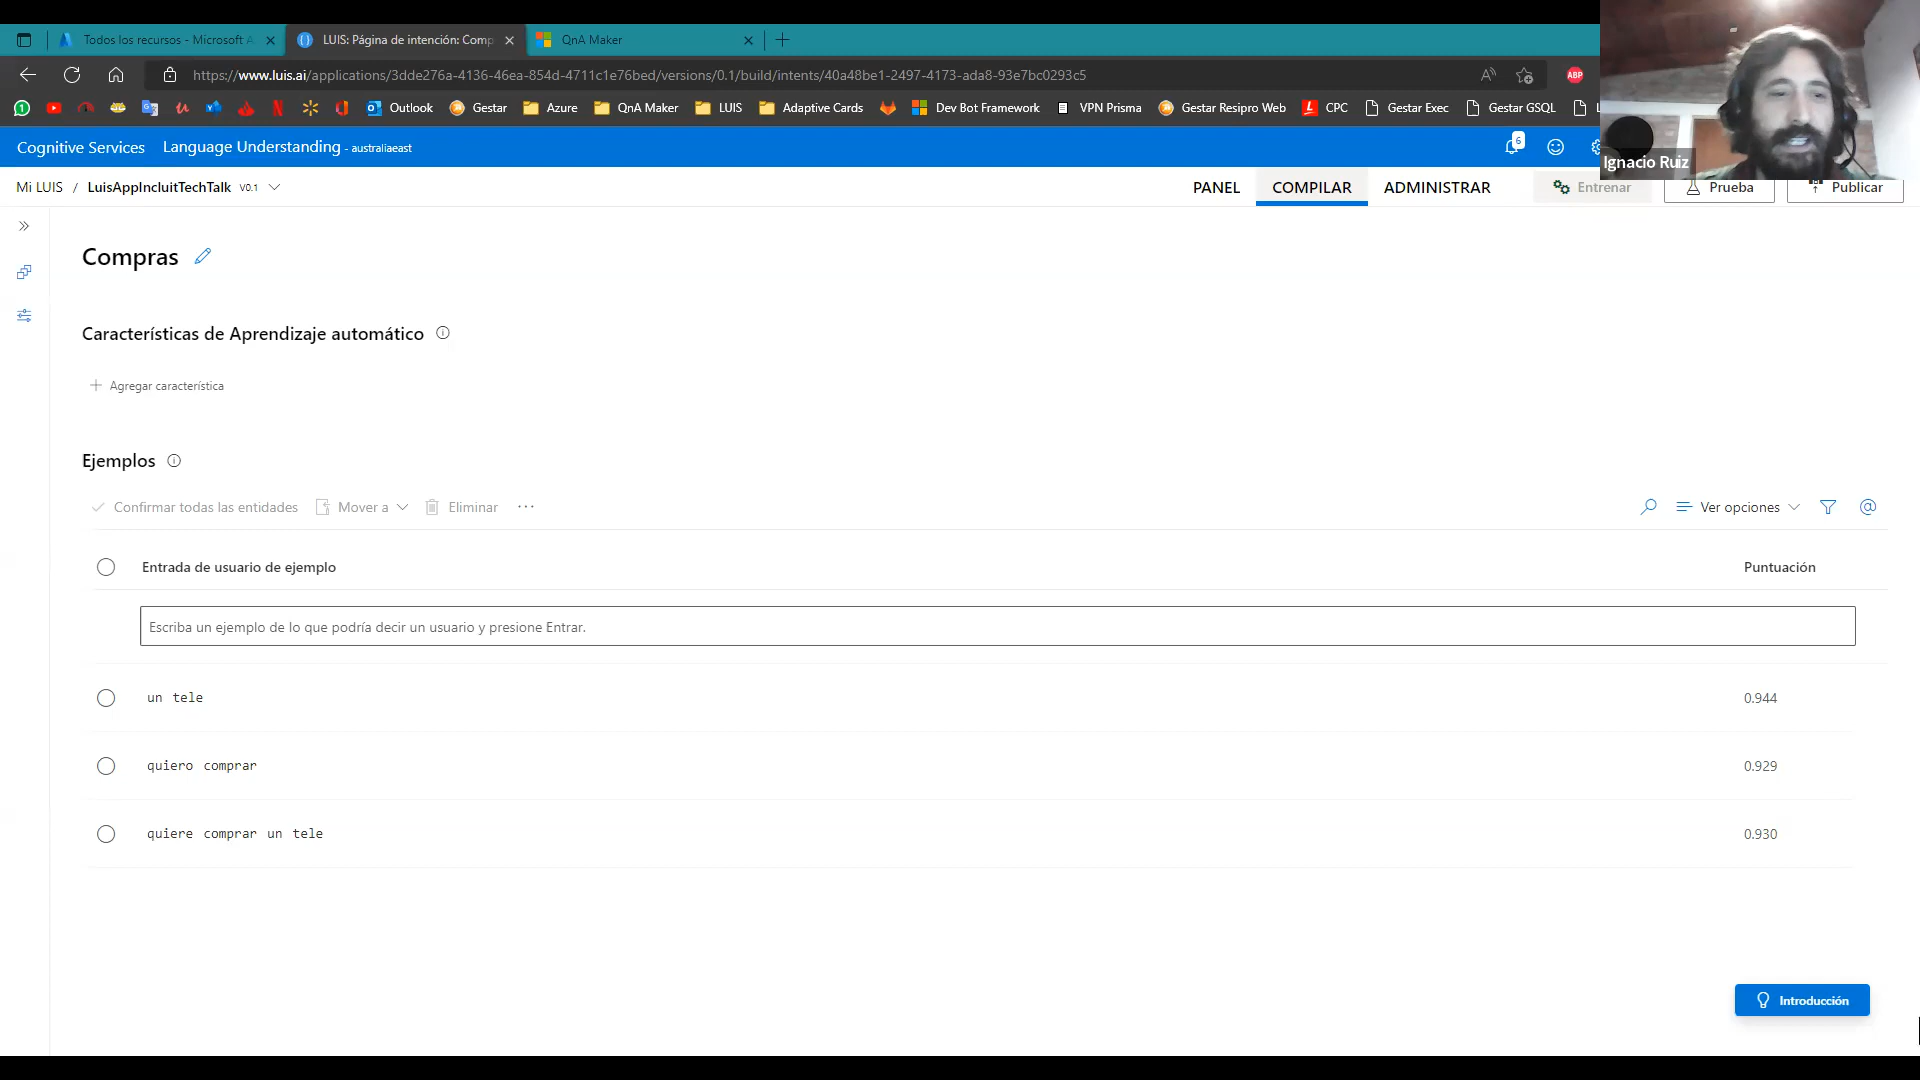 Todos los recursos - Microsoft A
LUIS: Página de intención: Comp
QnA Maker
https://www.luis.ai/applications/3dde276a-4136-46ea-854d-4711c1e76bed/versions/0.1/build/intents/40a48be1-2497-4173-ada8-93e7bc0293c5
ABP
Outlook
Gestar
Azure
QnA Maker
LUIS
Adaptive Cards
Dev Bot Framework
VPN Prisma
Gestar Resipro Web
CPC
Gestar Exec
Gestar GSQL
Ignacio Ruiz
Cognitive Services
Language Understanding - australiaeast
6
Mi LUIS / LuisAppIncluitTechTalk V0.1
PANEL
COMPILAR
ADMINISTRAR
Entrenar
Prueba
Publicar
Compras
Características de Aprendizaje automático
Agregar característica
Ejemplos
Confirmar todas las entidades
Mover a
Eliminar
Ver opciones
Entrada de usuario de ejemplo
Puntuación
Escriba un ejemplo de lo que podría decir un usuario y presione Entrar.
un tele
0.944
quiero comprar
0.929
quiere comprar un tele
0.930
Introducción